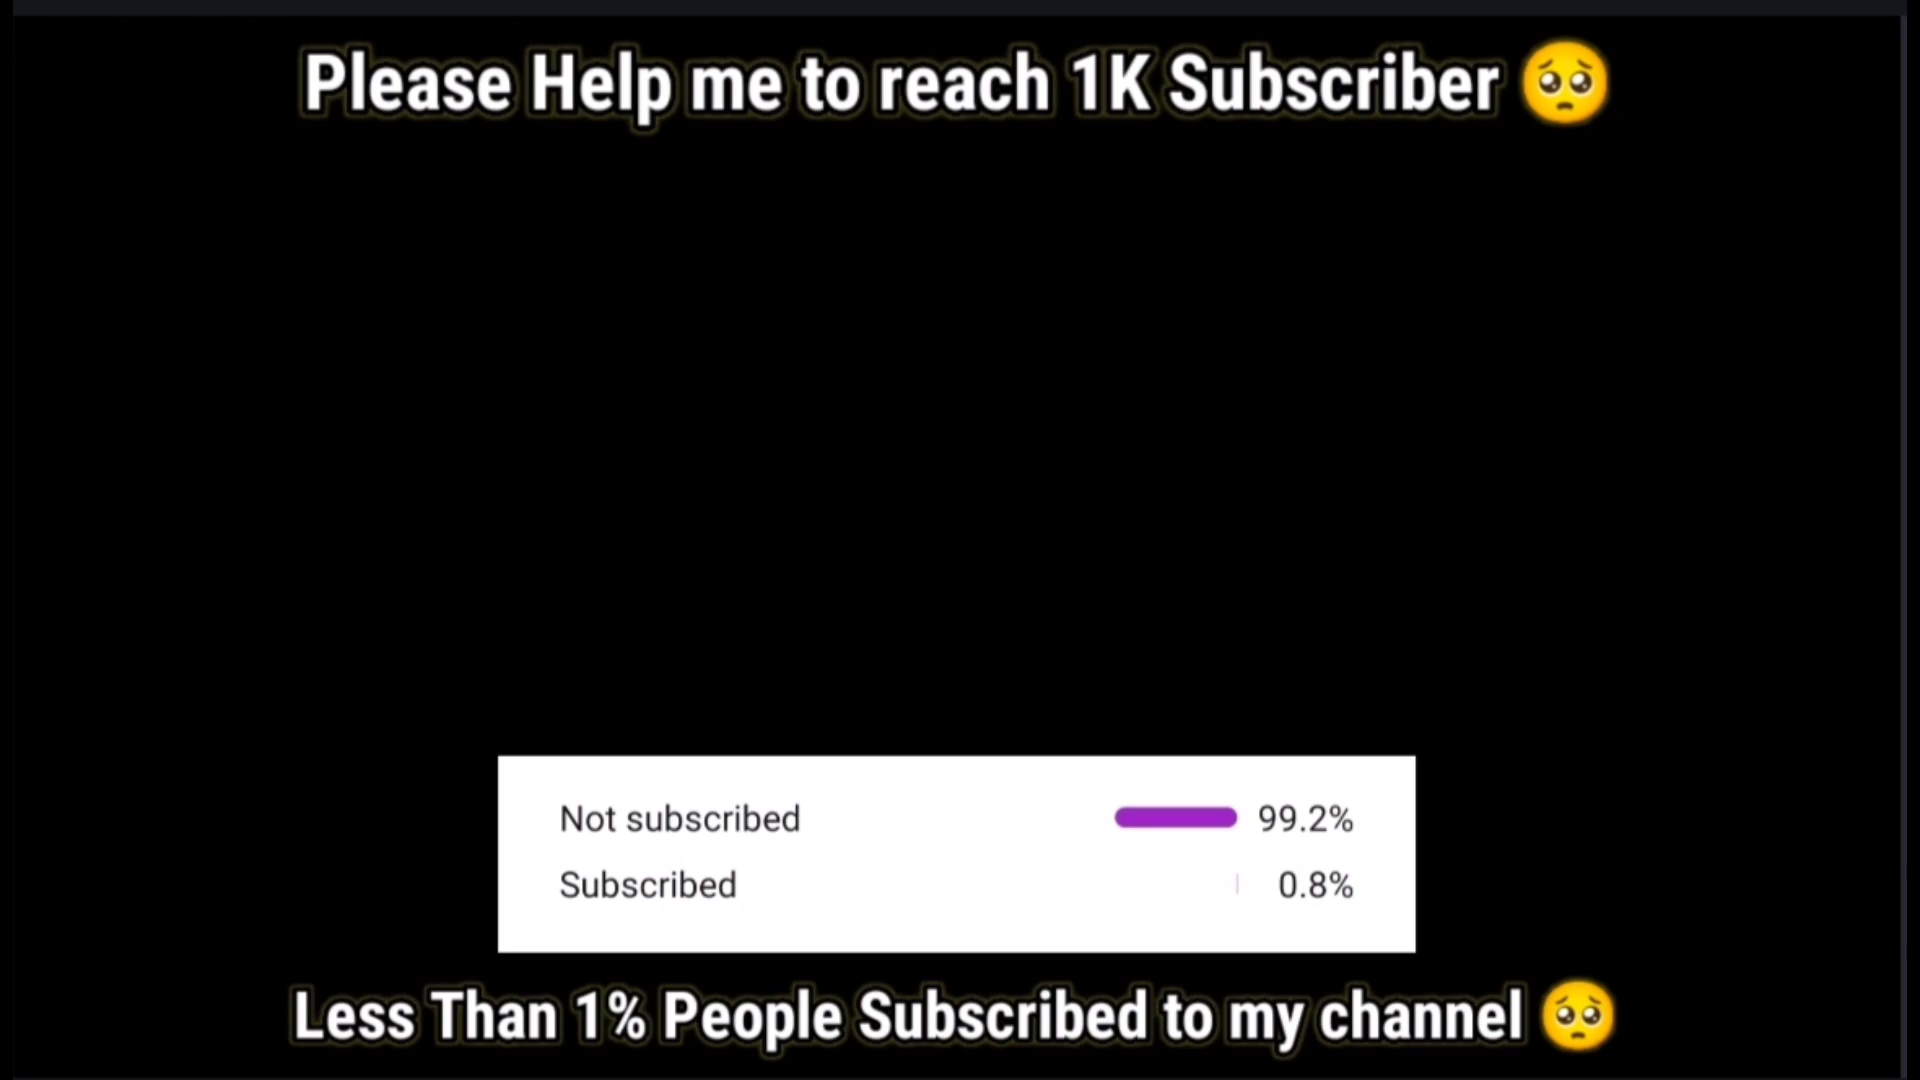 Please Help me to reach 1K Subscriber 🥺
Not subscribed 99.2%
Subscribed 0.8%
Less Than 1% People Subscribed to my channel 🥺